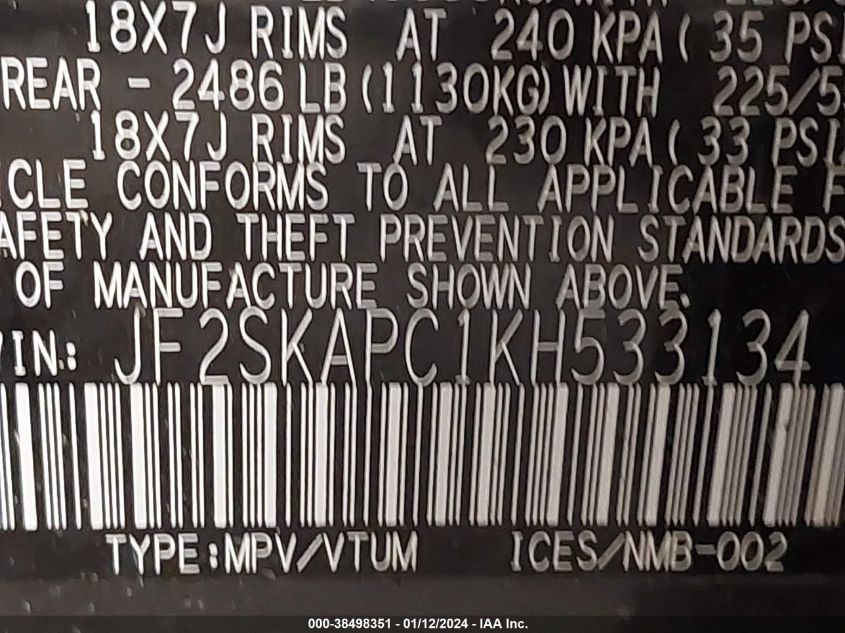 18X7J RIMS AT 240 KPA ( 35 PSI
REAR - 2486 LB (1130KG) WITH 225/5
18X7J RIMS AT 230 KPA ( 33 PSI
ICLE CONFORMS TO ALL APPLICABLE F
AFETY AND THEFT PREVENTION STANDARDS
OF MANUFACTURE SHOWN ABOVE.
VIN: JF2SKAPC1KH533134
TYPE:MPV/VTUM ICES/NMB-002
000-38498351 - 01/12/2024 - IAA Inc.